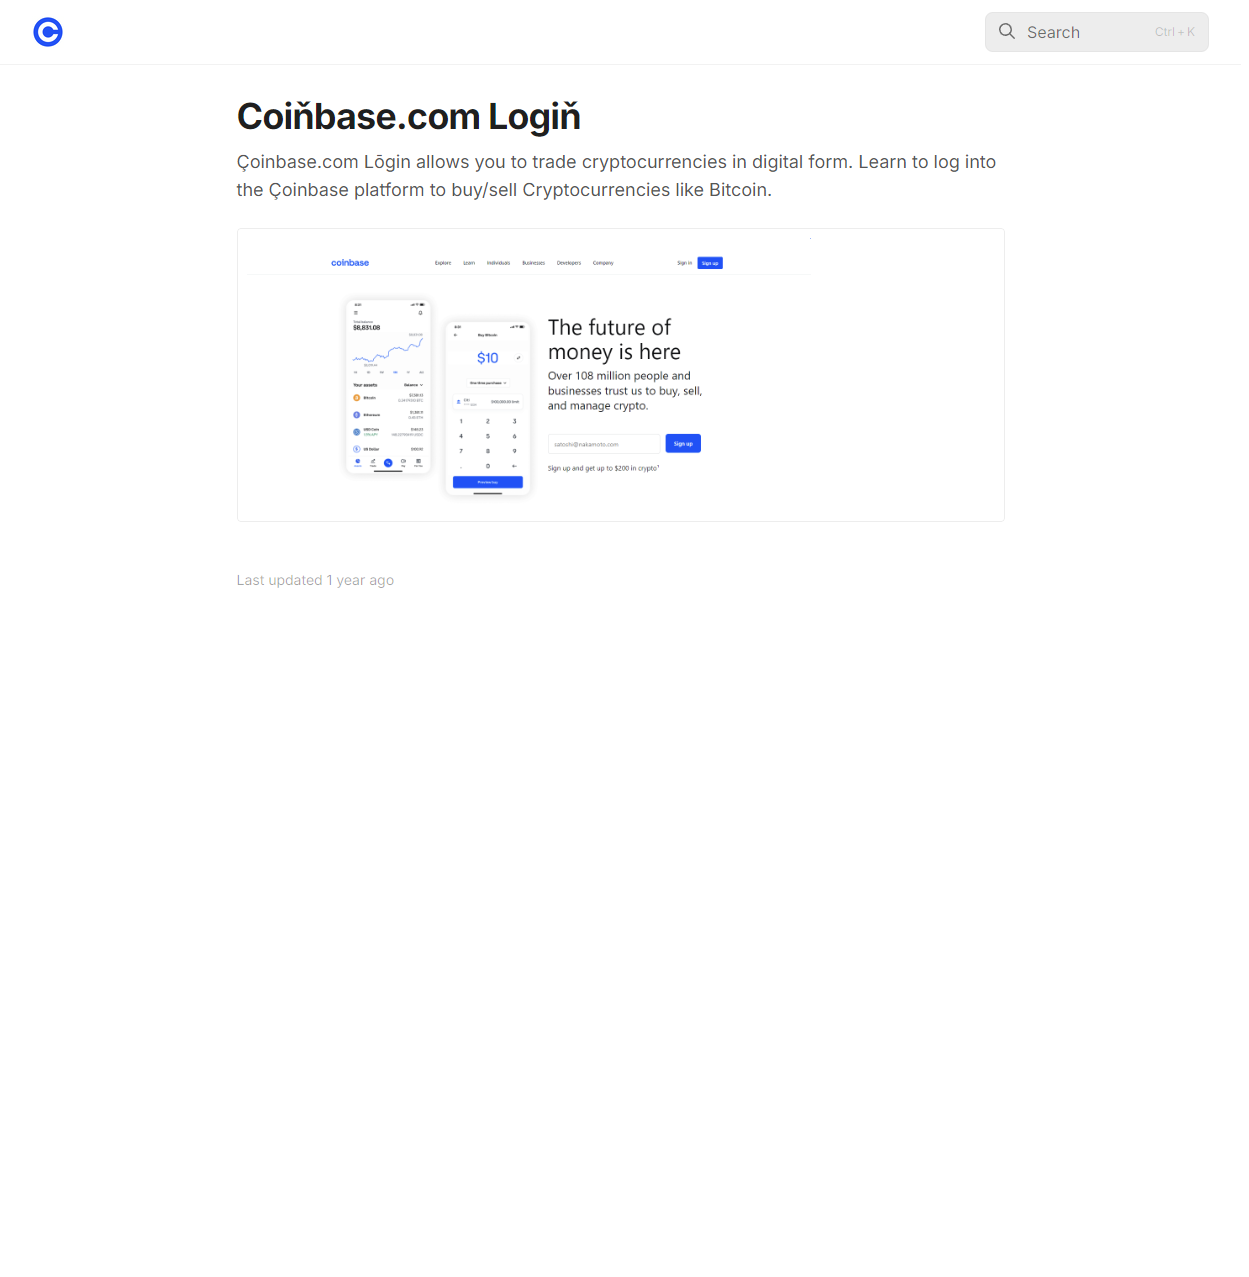 Search
Ctrl + K
Coiňbase.com Logiň
Çoinbase.com Lōgin allows you to trade cryptocurrencies in digital form. Learn to log into
the Çoinbase platform to buy/sell Cryptocurrencies like Bitcoin.
coinbase
Explore
Learn
Individuals
Businesses
Developers
Company
Sign in
Sign up
$8,831.08
Your assets
Balance
Bitcoin
Ethereum
USD Coin
US Dollar
Buy Bitcoin
$10
One-time purchase
1 2 3
4 5 6
7 8 9
. 0
The future of
money is here
Over 108 million people and
businesses trust us to buy, sell,
and manage crypto.
satoshi@nakamoto.com
Sign up
Sign up and get up to $200 in crypto¹
Last updated 1 year ago